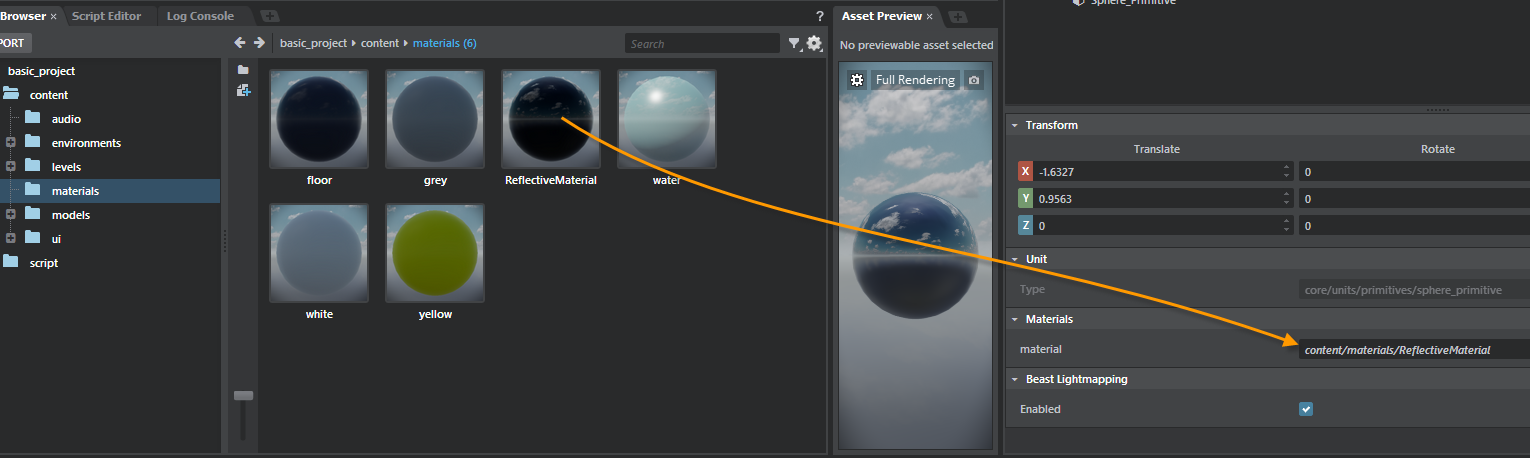 Browser × Script Editor Log Console
?
PORT
basic_project
content
audio
environments
levels
materials
models
ui
script
basic_project content materials (6)
Search
floor grey ReflectiveMaterial water
white yellow
Asset Preview ×
No previewable asset selected
Full Rendering
Sphere_Primitive
Transform
Translate Rotate
X -1.6327 0
Y 0.9563 0
Z 0 0
Unit
Type core/units/primitives/sphere_primitive
Materials
material content/materials/ReflectiveMaterial
Beast Lightmapping
Enabled